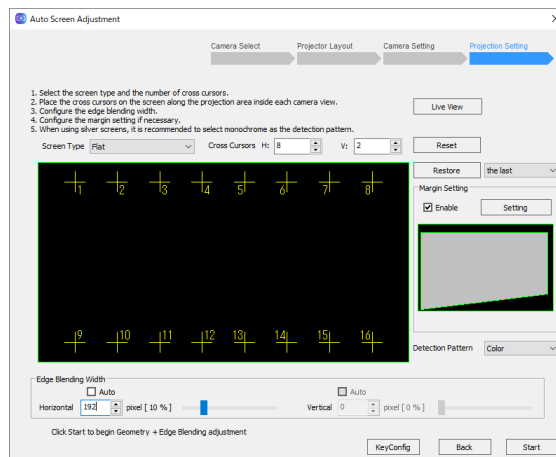 Auto Screen Adjustment
Camera Select Projector Layout Camera Setting Projection Setting
1. Select the screen type and the number of cross cursors.
2. Place the cross cursors on the screen along the projection area inside each camera view.
3. Configure the edge blending width.
4. Configure the margin setting if necessary.
5. When using silver screens, it is recommended to select monochrome as the detection pattern.
Live View
Screen Type Flat Cross Cursors H: 8 V: 2 Reset
Restore the last
Margin Setting
Enable Setting
1 2 3 4 5 6 7 8
9 10 11 12 13 14 15 16
Detection Pattern Color
Edge Blending Width
Auto Auto
Horizontal 192 pixel [ 10 % ] Vertical 0 pixel [ 0 % ]
Click Start to begin Geometry + Edge Blending adjustment
KeyConfig Back Start